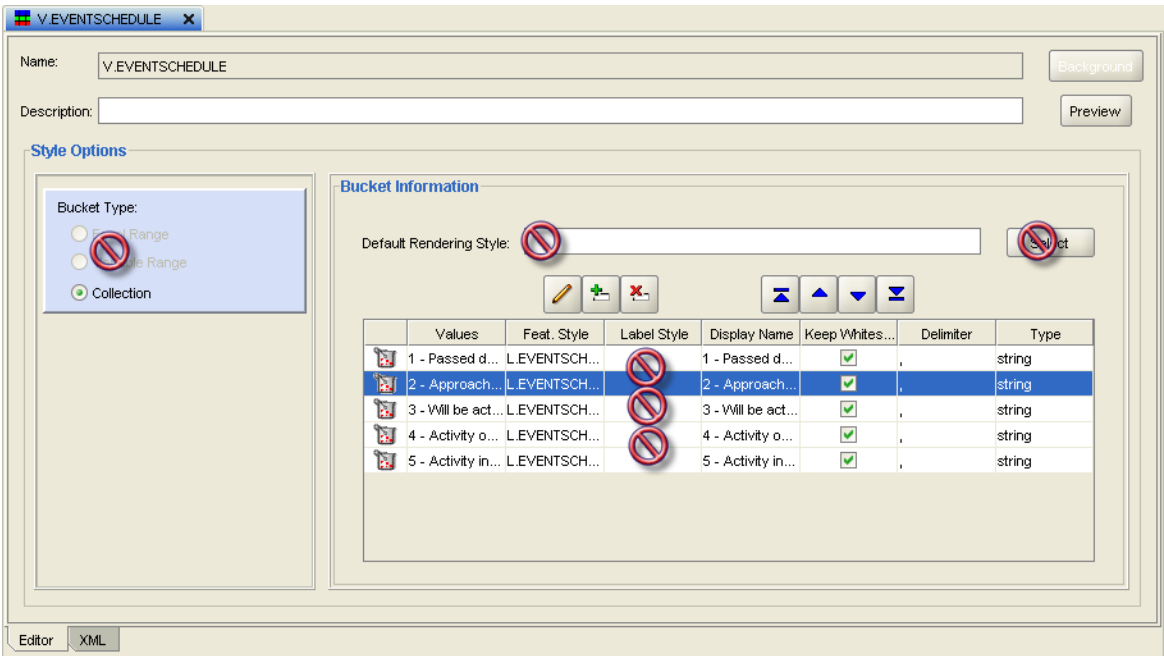 V.EVENTSCHEDULE
Name: V.EVENTSCHEDULE Background
Description: Preview
Style Options
Bucket Information
Bucket Type:
Range
Default Rendering Style:
Range
Collection
Values Feat. Style Label Style Display Name Keep Whites... Delimiter Type
1 - Passed d... L.EVENTSCH... 1 - Passed d... , string
2 - Approach... L.EVENTSCH... 2 - Approach... , string
3 - Will be act... L.EVENTSCH... 3 - Will be act... , string
4 - Activity o... L.EVENTSCH... 4 - Activity o... , string
5 - Activity in... L.EVENTSCH... 5 - Activity in... , string
Editor XML